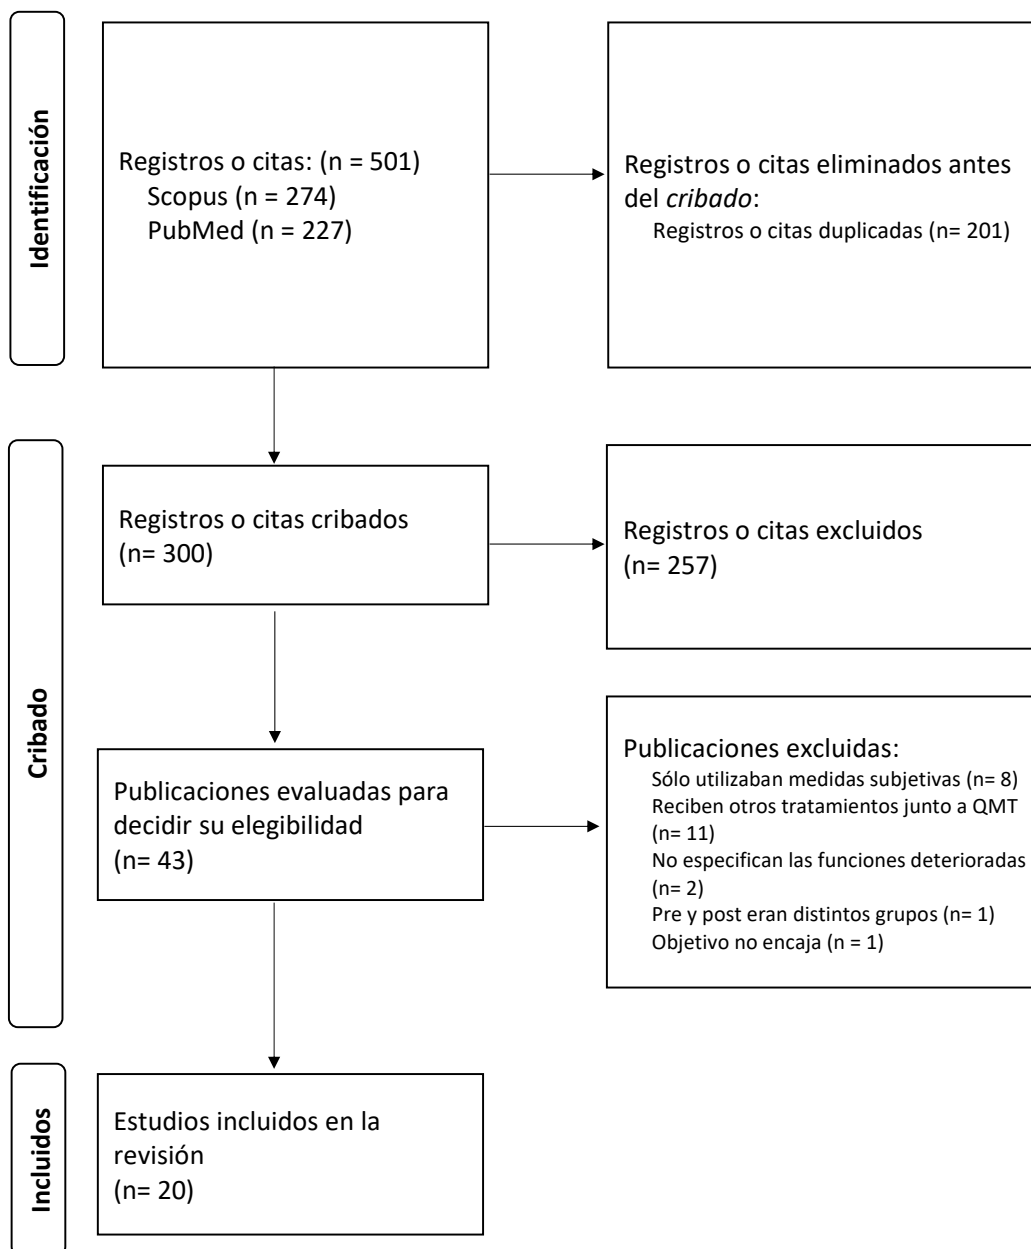 Identificación
Registros o citas: (n = 501)
Scopus (n = 274)
PubMed (n = 227)
Registros o citas eliminados antes
del cribado:
Registros o citas duplicadas (n= 201)
Cribado
Registros o citas cribados
(n= 300)
Registros o citas excluidos
(n= 257)
Publicaciones evaluadas para
decidir su elegibilidad
(n= 43)
Publicaciones excluidas:
Sólo utilizaban medidas subjetivas (n= 8)
Reciben otros tratamientos junto a QMT
(n= 11)
No especifican las funciones deterioradas
(n= 2)
Pre y post eran distintos grupos (n= 1)
Objetivo no encaja (n = 1)
Incluidos
Estudios incluidos en la
revisión
(n= 20)